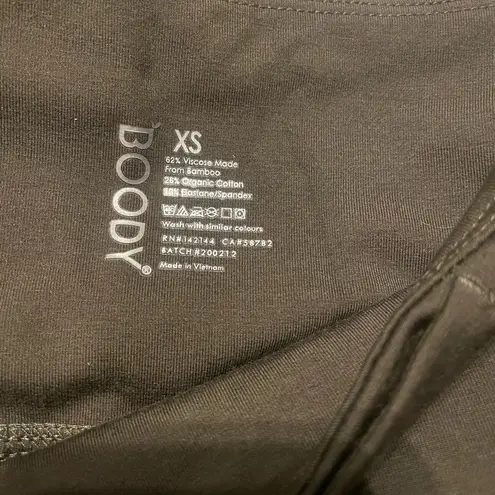 BOODY®
XS
62% Viscose Made
From Bamboo
28% Organic Cotton
10% Elastane/Spandex
Wash with similar colours
RN#142144 CA#58782
BATCH #200212
Made in Vietnam